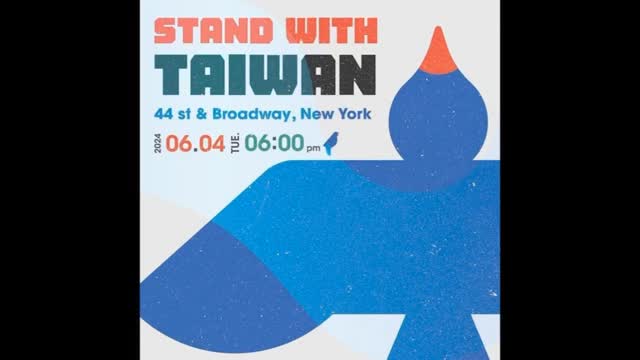 STAND WITH
TAIWAN
44 st & Broadway, New York
2024 06.04 TUE. 06:00 pm